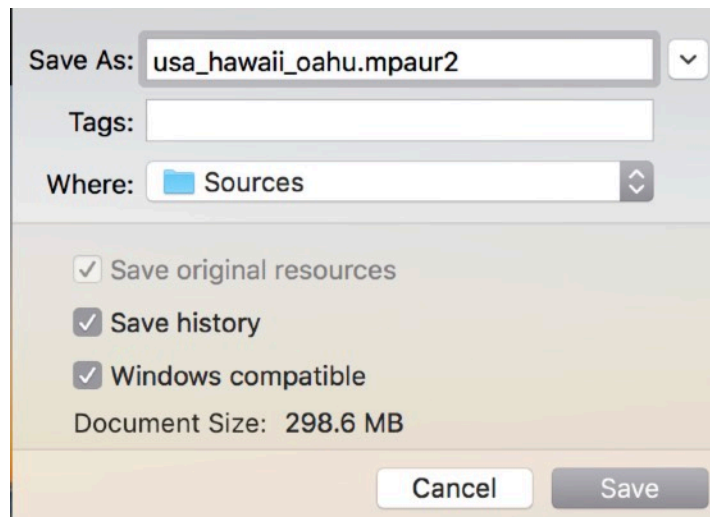 Save As: usa_hawaii_oahu.mpaur2
Tags:
Where: Sources
Save original resources
Save history
Windows compatible
Document Size: 298.6 MB
Cancel Save